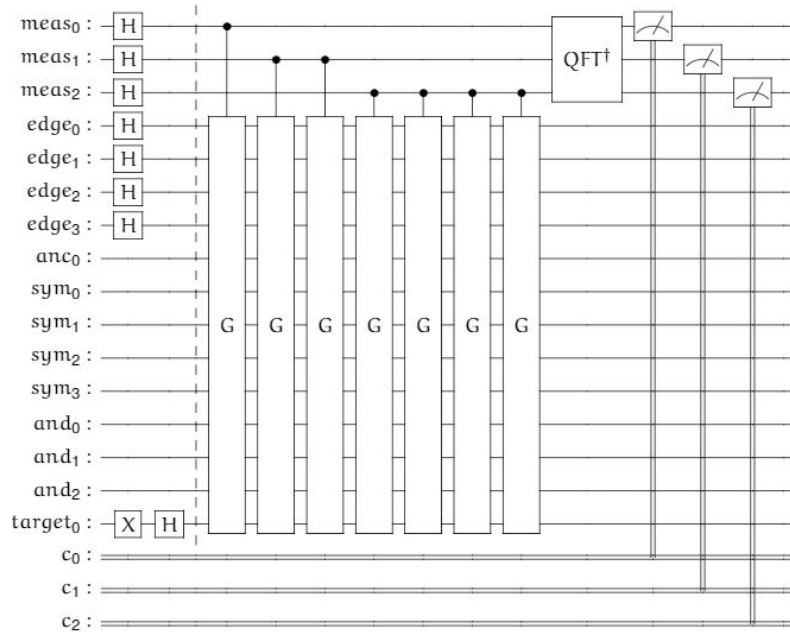 meas₀ : H
meas₁ : H
meas₂ : H QFT†
edge₀ : H
edge₁ : H
edge₂ : H
edge₃ : H
anc₀ :
sym₀ :
sym₁ : G G G G G G G
sym₂ :
sym₃ :
and₀ :
and₁ :
and₂ :
target₀ : X H
c₀ :
c₁ :
c₂ :